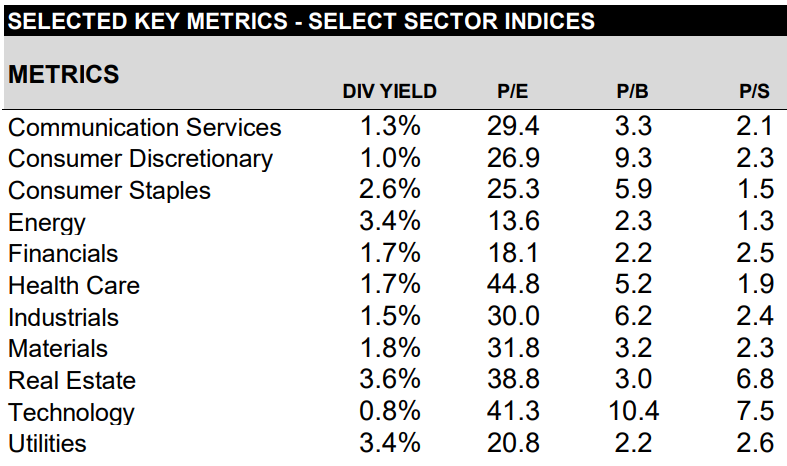 SELECTED KEY METRICS - SELECT SECTOR INDICES
METRICS DIV YIELD P/E P/B P/S
Communication Services 1.3% 29.4 3.3 2.1
Consumer Discretionary 1.0% 26.9 9.3 2.3
Consumer Staples 2.6% 25.3 5.9 1.5
Energy 3.4% 13.6 2.3 1.3
Financials 1.7% 18.1 2.2 2.5
Health Care 1.7% 44.8 5.2 1.9
Industrials 1.5% 30.0 6.2 2.4
Materials 1.8% 31.8 3.2 2.3
Real Estate 3.6% 38.8 3.0 6.8
Technology 0.8% 41.3 10.4 7.5
Utilities 3.4% 20.8 2.2 2.6